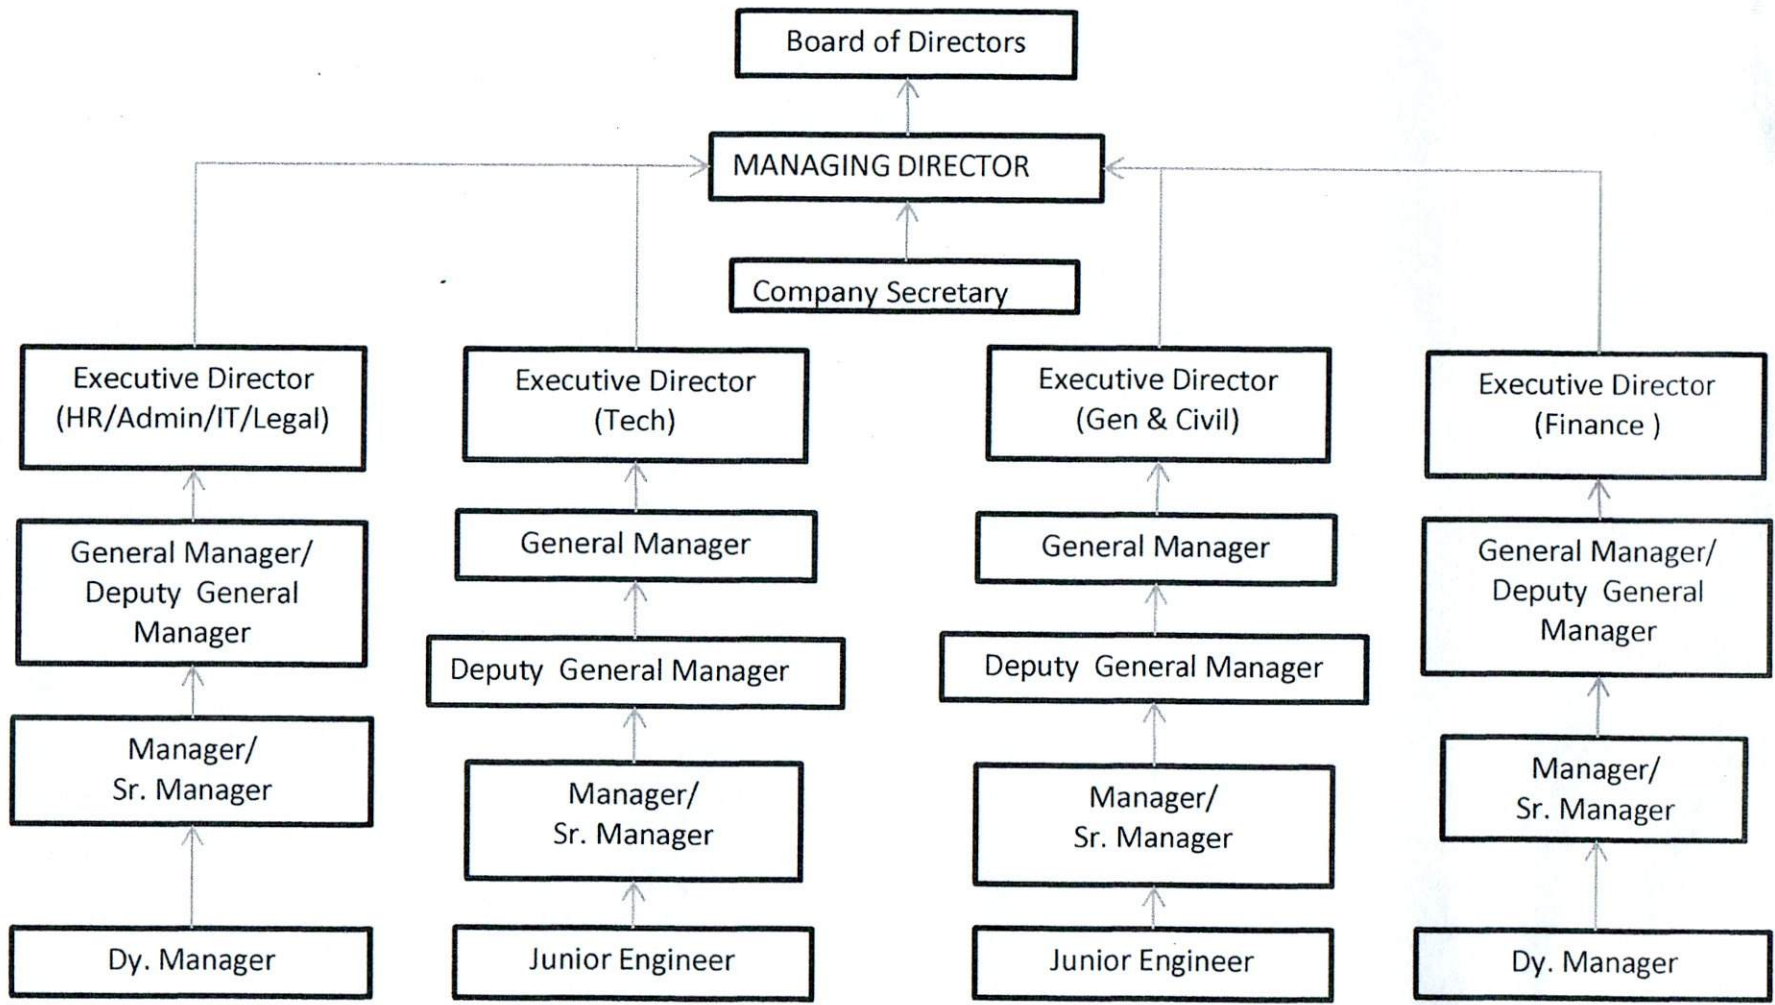 Board of Directors
MANAGING DIRECTOR
Company Secretary
Executive Director
(HR/Admin/IT/Legal)
Executive Director
(Tech)
Executive Director
(Gen & Civil)
Executive Director
(Finance )
General Manager/
Deputy General
Manager
General Manager
General Manager
General Manager/
Deputy General
Manager
Deputy General Manager
Deputy General Manager
Manager/
Sr. Manager
Manager/
Sr. Manager
Manager/
Sr. Manager
Manager/
Sr. Manager
Dy. Manager
Junior Engineer
Junior Engineer
Dy. Manager